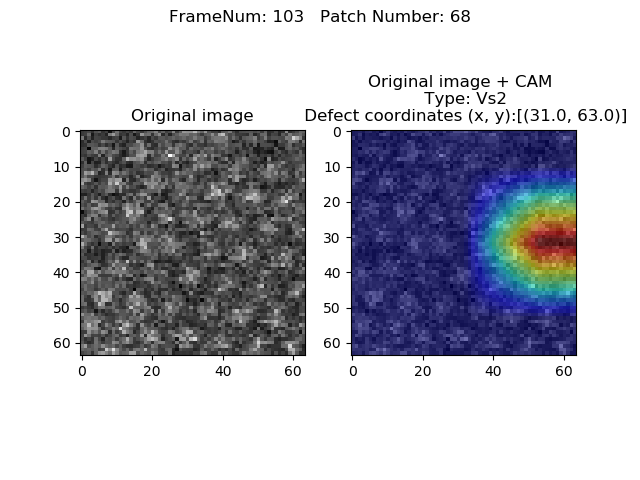 FrameNum: 103   Patch Number: 68
Original image
Original image + CAM
Type: Vs2
Defect coordinates (x, y):[(31.0, 63.0)]
0
10
20
30
40
50
60
0 20 40 60
0
10
20
30
40
50
60
0 20 40 60